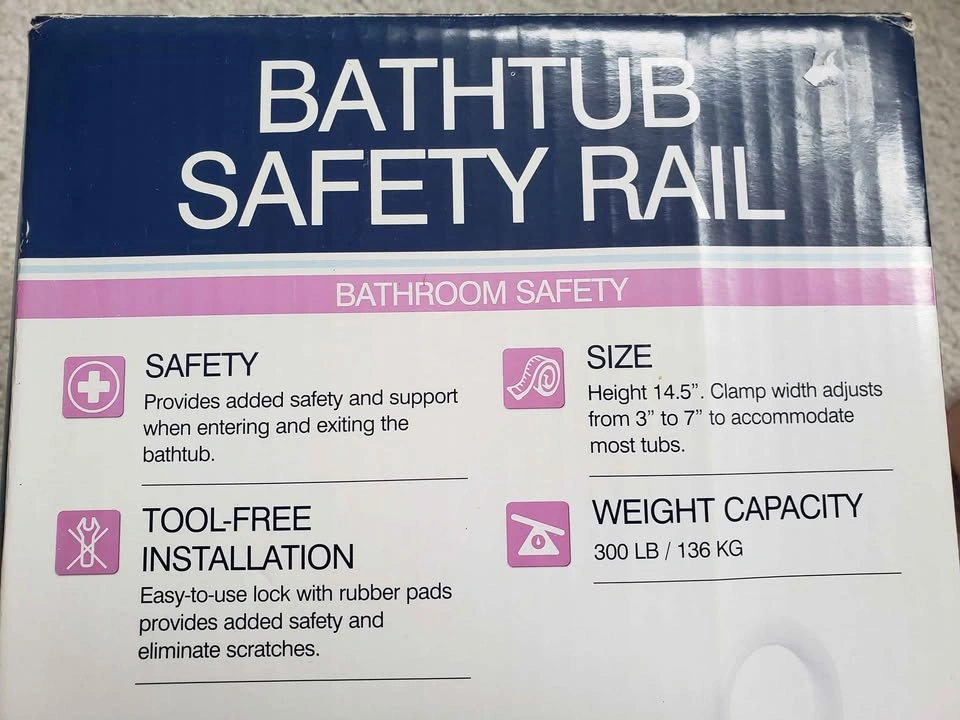 BATHTUB
SAFETY RAIL
BATHROOM SAFETY
SAFETY
Provides added safety and support
when entering and exiting the
bathtub.
TOOL-FREE
INSTALLATION
Easy-to-use lock with rubber pads
provides added safety and
eliminate scratches.
SIZE
Height 14.5”. Clamp width adjusts
from 3” to 7” to accommodate
most tubs.
WEIGHT CAPACITY
300 LB / 136 KG